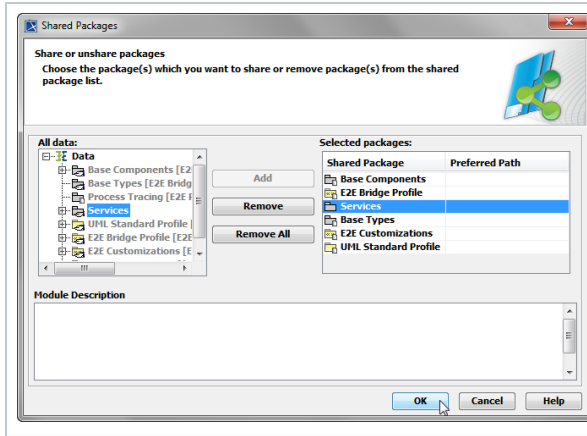 Shared Packages
Share or unshare packages
Choose the package(s) which you want to share or remove package(s) from the shared
package list.
All data:
Data
Base Components [E2
Base Types [E2E Bridg
Process Tracing [E2E
Services
UML Standard Profile [
E2E Bridge Profile [E2E
E2E Customizations [E
Add
Remove
Remove All
Selected packages:
Shared Package Preferred Path
Base Components
E2E Bridge Profile
Services
Base Types
E2E Customizations
UML Standard Profile
Module Description
OK Cancel Help